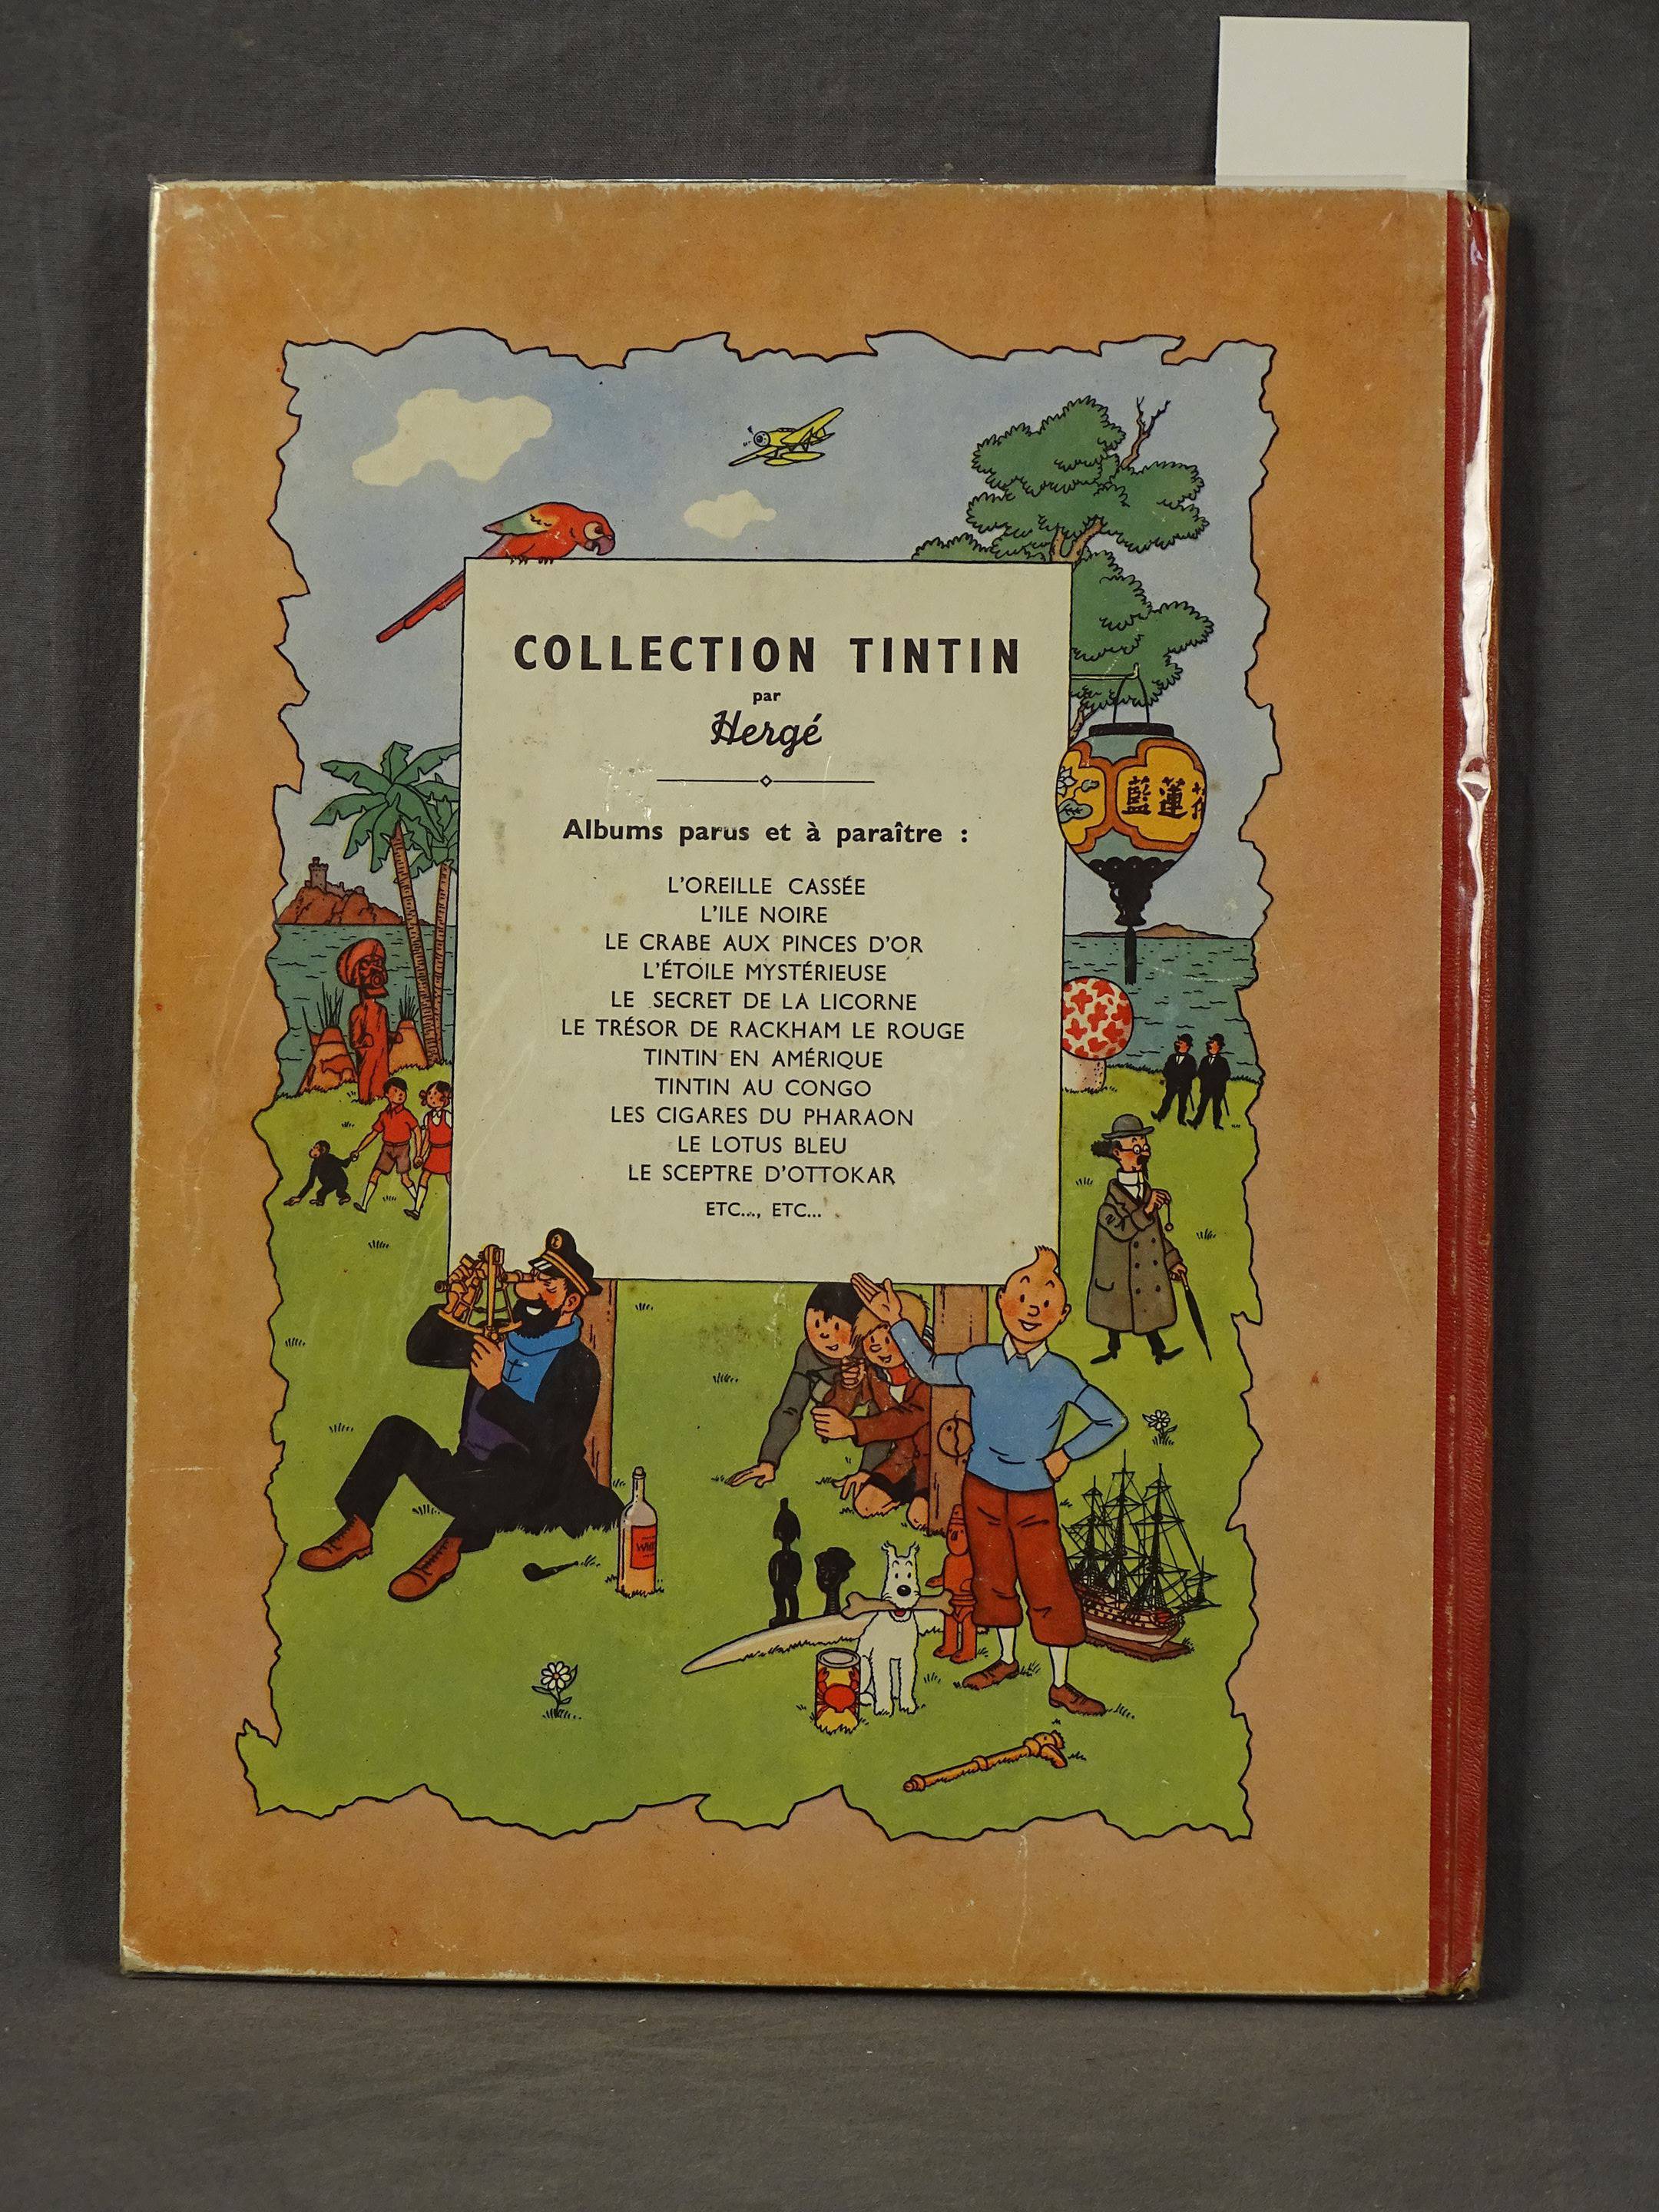 COLLECTION TINTIN
par
Hergé
Albums parus et à paraître :
L'OREILLE CASSÉE
L'ILE NOIRE
LE CRABE AUX PINCES D'OR
L'ÉTOILE MYSTÉRIEUSE
LE SECRET DE LA LICORNE
LE TRÉSOR DE RACKHAM LE ROUGE
TINTIN EN AMÉRIQUE
TINTIN AU CONGO
LES CIGARES DU PHARAON
LE LOTUS BLEU
LE SCEPTRE D'OTTOKAR
ETC..., ETC...
藍蓮